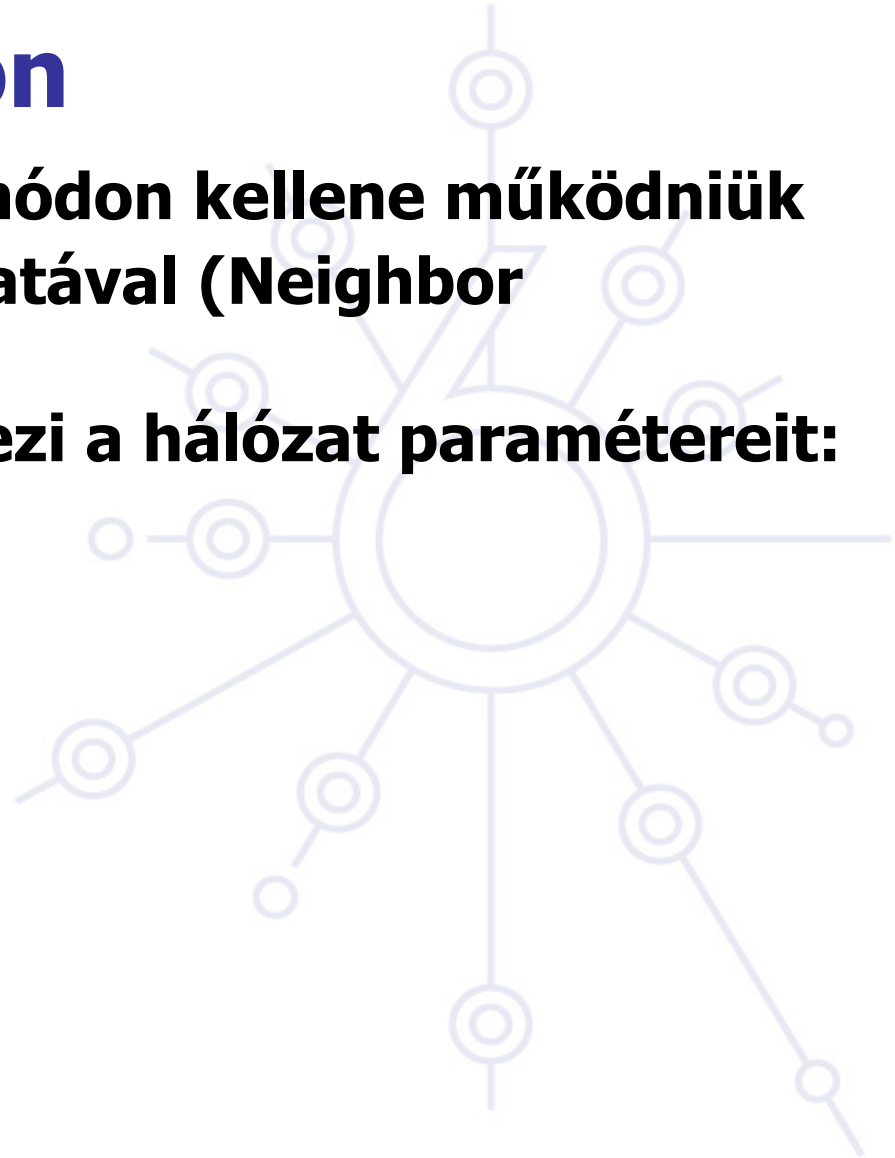 on
módon kellene működniük
atával (Neighbor
ezi a hálózat paramétereit: